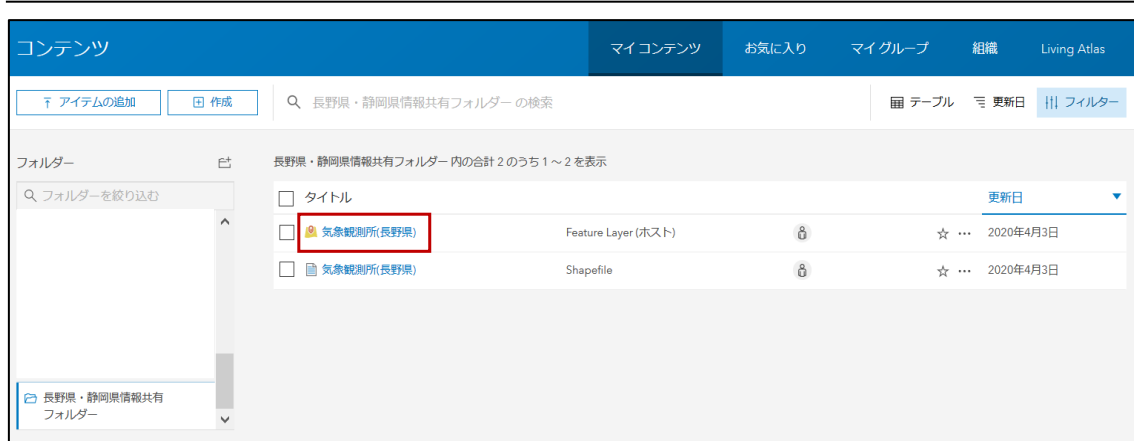 コンテンツ
マイ コンテンツ
お気に入り
マイ グループ
組織
Living Atlas
アイテムの追加
作成
長野県・静岡県情報共有フォルダー の検索
テーブル
更新日
フィルター
フォルダー
フォルダーを絞り込む
長野県・静岡県情報共有
フォルダー
長野県・静岡県情報共有フォルダー 内の合計 2 のうち 1 ～ 2 を表示
タイトル
更新日
気象観測所(長野県)
Feature Layer (ホスト)
2020年4月3日
気象観測所(長野県)
Shapefile
2020年4月3日